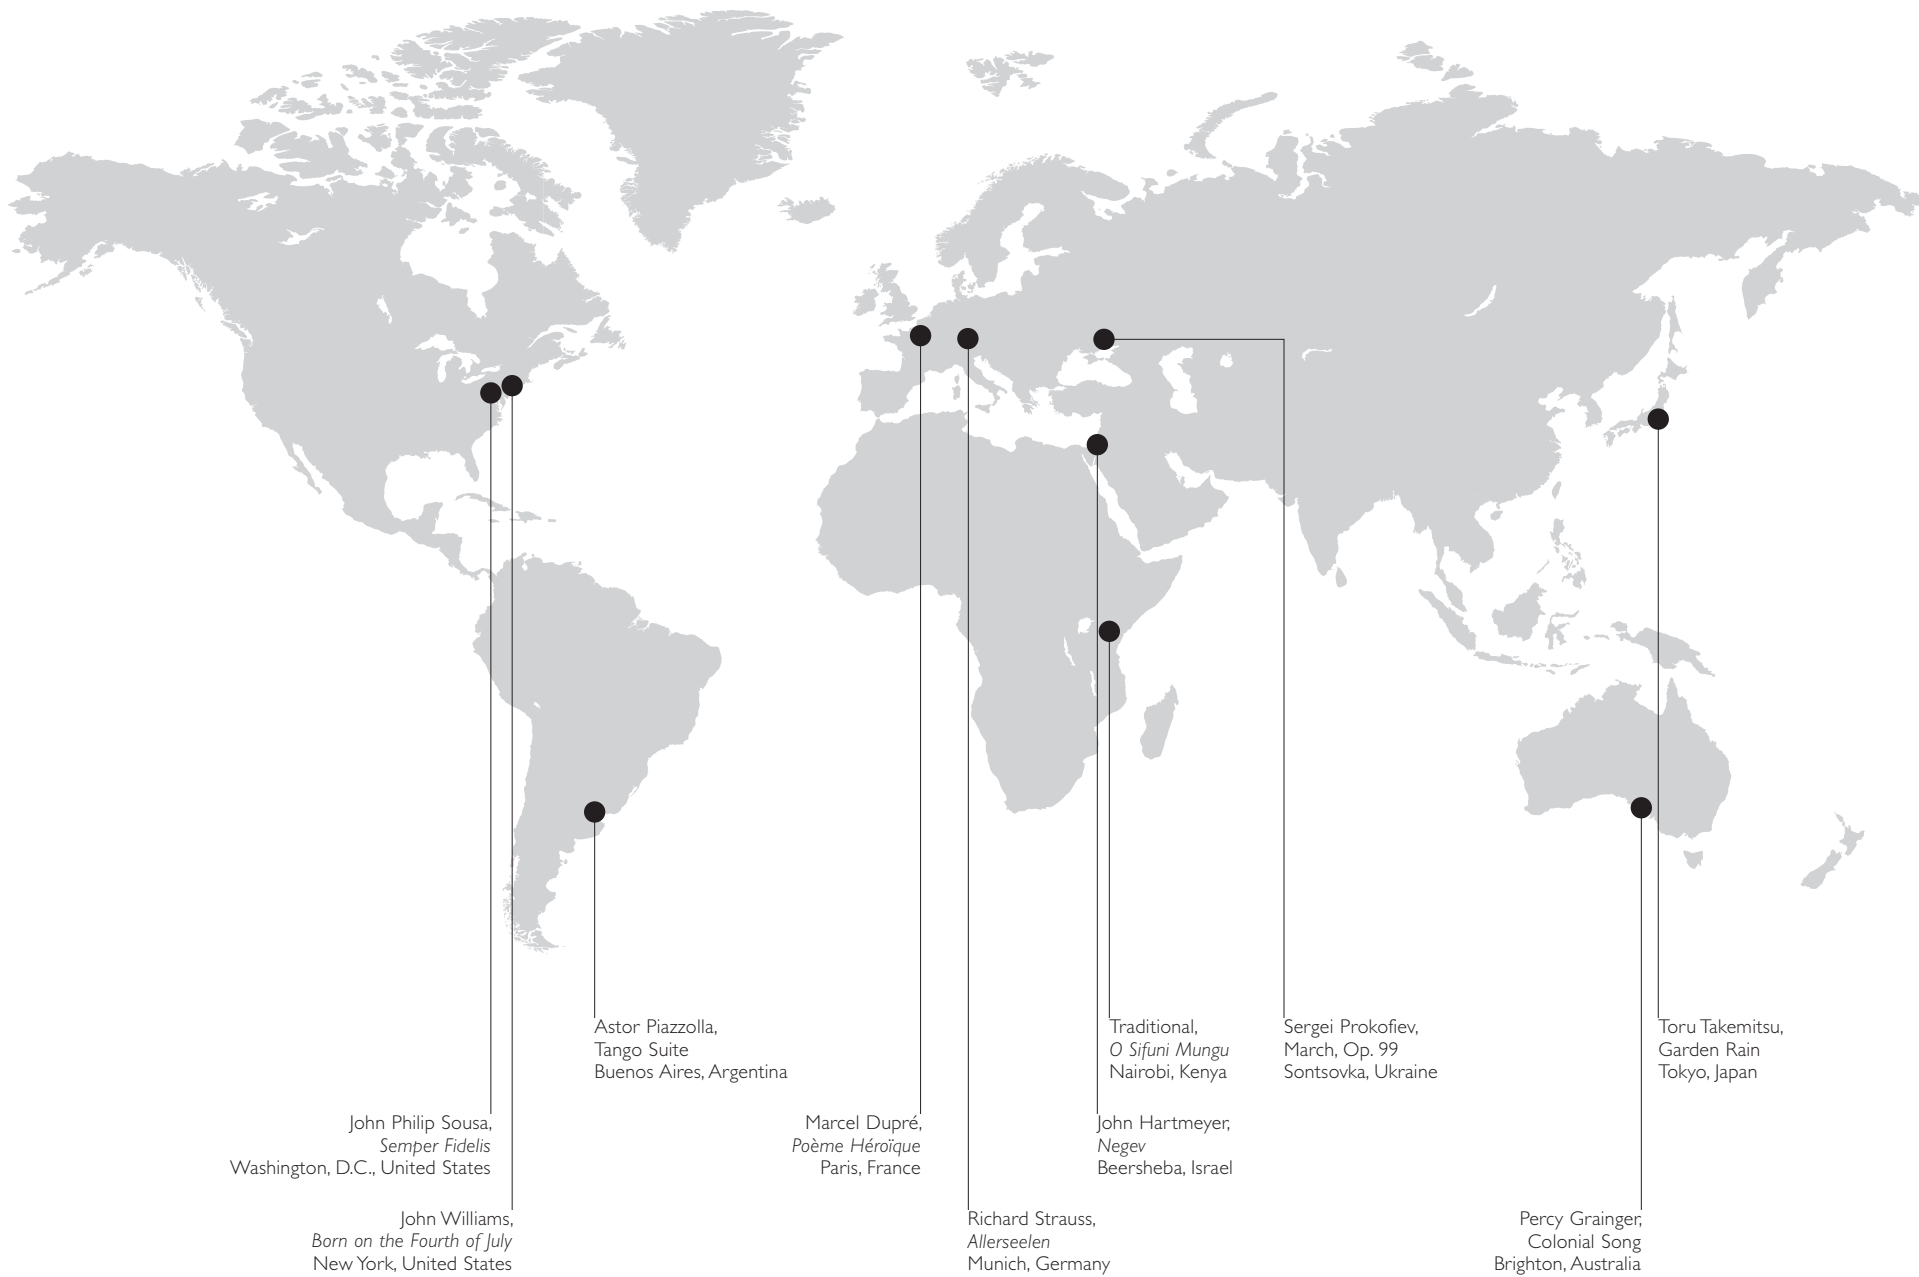 Astor Piazzolla,
Tango Suite
Buenos Aires, Argentina
Traditional,
O Sifuni Mungu
Nairobi, Kenya
Sergei Prokofiev,
March, Op. 99
Sontsovka, Ukraine
Toru Takemitsu,
Garden Rain
Tokyo, Japan
John Philip Sousa,
Semper Fidelis
Washington, D.C., United States
Marcel Dupré,
Poème Héroïque
Paris, France
John Hartmeyer,
Negev
Beersheba, Israel
John Williams,
Born on the Fourth of July
New York, United States
Richard Strauss,
Allerseelen
Munich, Germany
Percy Grainger,
Colonial Song
Brighton, Australia